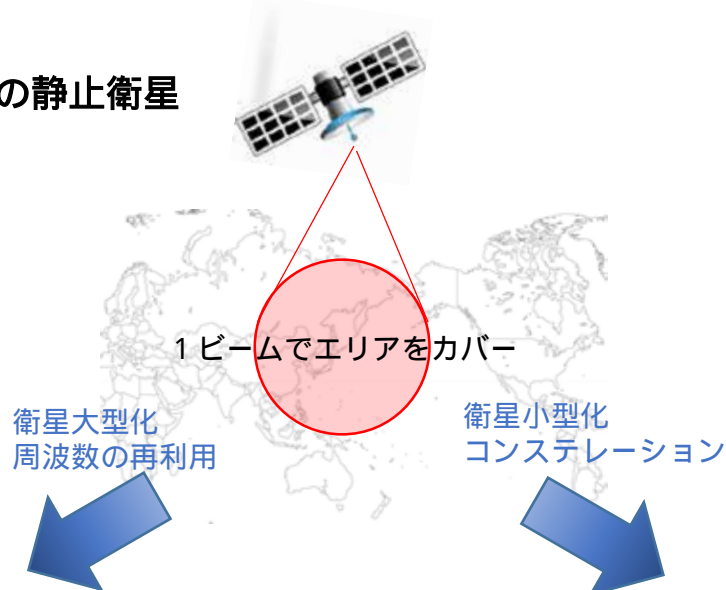 の静止衛星
1ビームでエリアをカバー
衛星大型化
周波数の再利用
衛星小型化
コンステレーション